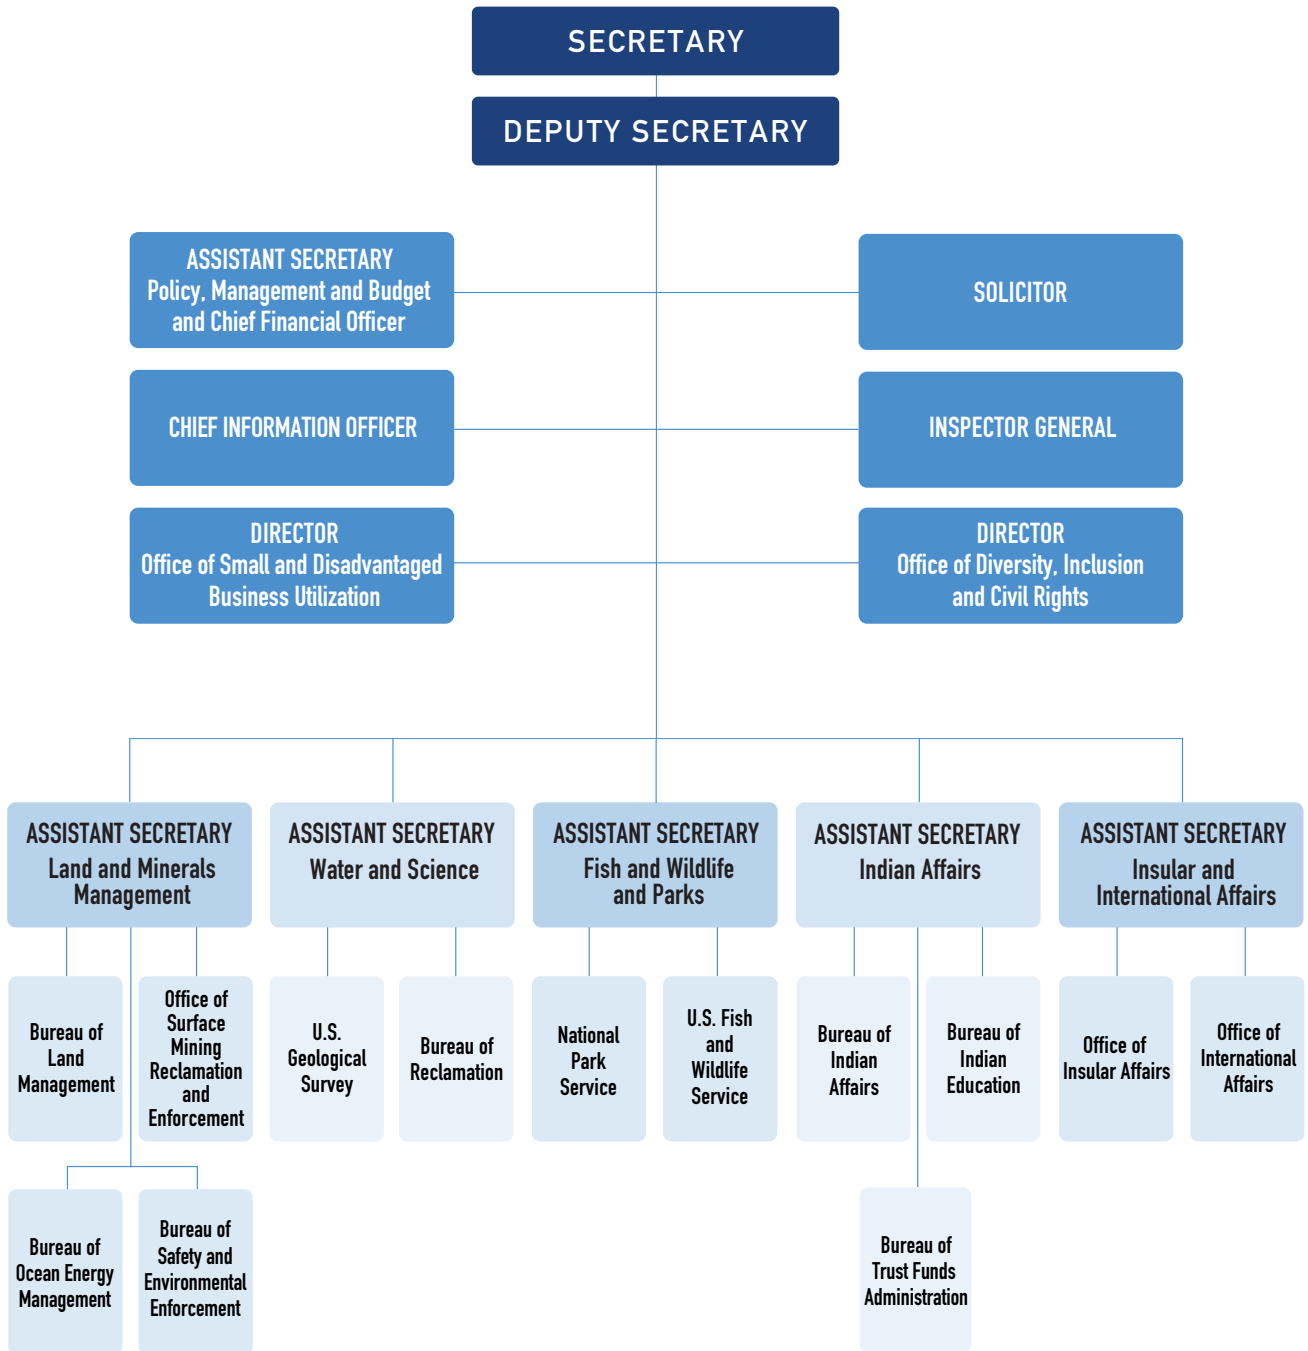 SECRETARY
DEPUTY SECRETARY
ASSISTANT SECRETARY
Policy, Management and Budget
and Chief Financial Officer
SOLICITOR
CHIEF INFORMATION OFFICER
INSPECTOR GENERAL
DIRECTOR
Office of Small and Disadvantaged
Business Utilization
DIRECTOR
Office of Diversity, Inclusion
and Civil Rights
ASSISTANT SECRETARY
Land and Minerals
Management
ASSISTANT SECRETARY
Water and Science
ASSISTANT SECRETARY
Fish and Wildlife
and Parks
ASSISTANT SECRETARY
Indian Affairs
ASSISTANT SECRETARY
Insular and
International Affairs
Bureau of
Land
Management
Office of
Surface
Mining
Reclamation
and
Enforcement
U.S.
Geological
Survey
Bureau of
Reclamation
National
Park
Service
U.S. Fish
and
Wildlife
Service
Bureau of
Indian
Affairs
Bureau of
Indian
Education
Office of
Insular Affairs
Office of
International
Affairs
Bureau of
Ocean Energy
Management
Bureau of
Safety and
Environmental
Enforcement
Bureau of
Trust Funds
Administration